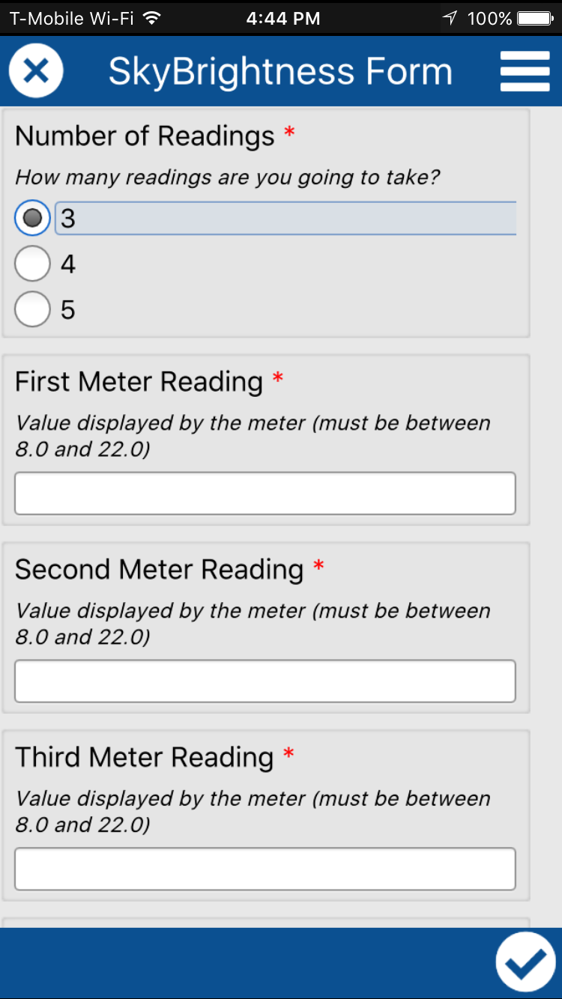 T-Mobile Wi-Fi 4:44 PM 100%
SkyBrightness Form
Number of Readings *
How many readings are you going to take?
3
4
5
First Meter Reading *
Value displayed by the meter (must be between
8.0 and 22.0)
Second Meter Reading *
Value displayed by the meter (must be between
8.0 and 22.0)
Third Meter Reading *
Value displayed by the meter (must be between
8.0 and 22.0)